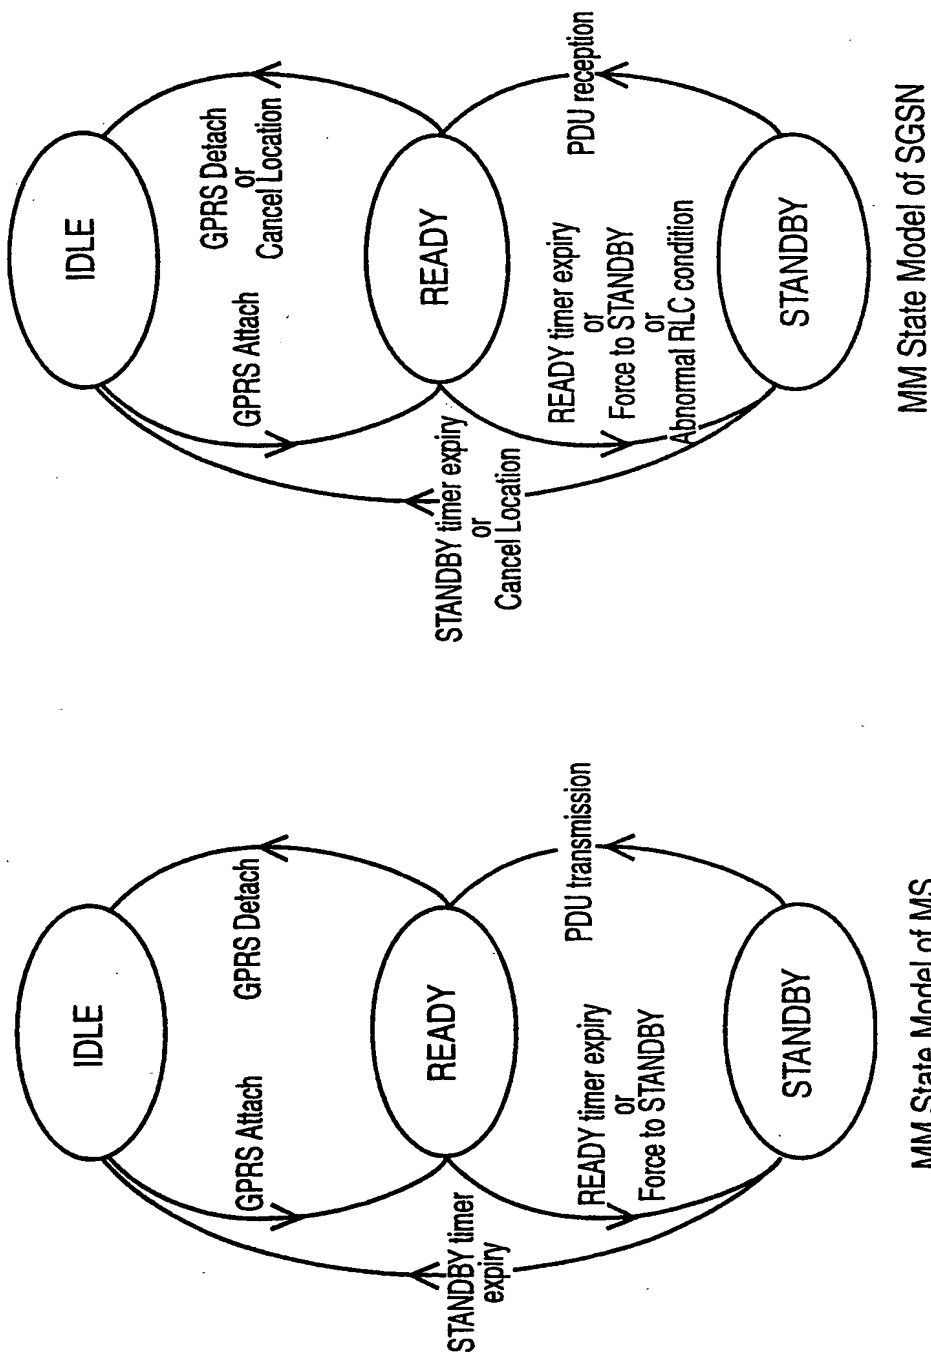 IDLE
GPRS Attach
GPRS Detach
READY
STANDBY timer
expiry
READY timer expiry
or
Force to STANDBY
PDU transmission
STANDBY
MM State Model of MS
IDLE
GPRS Attach
GPRS Detach
or
Cancel Location
READY
STANDBY timer expiry
or
Cancel Location
READY timer expiry
or
Force to STANDBY
or
Abnormal RLC condition
PDU reception
STANDBY
MM State Model of SGSN